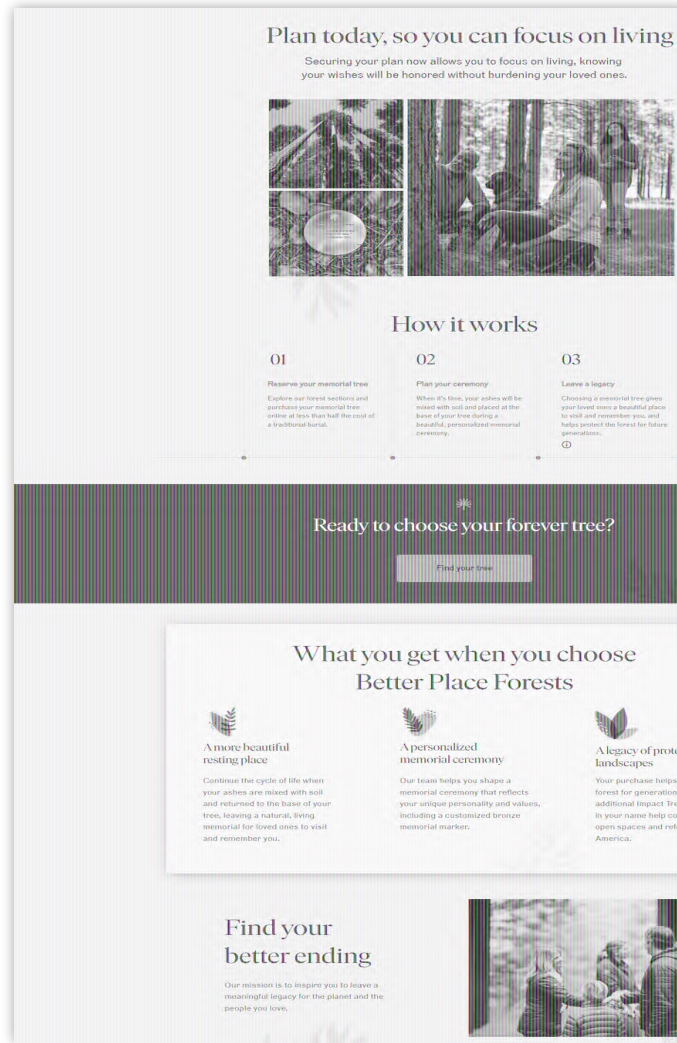 Plan today, so you can focus on living
Securing your plan now allows you to focus on living, knowing
your wishes will be honored without burdening your loved ones.
How it works
01
Reserve your memorial tree
Explore our forest sections and
purchase your memorial tree
online at less than half the cost of
a traditional burial.
02
Plan your ceremony
When it's time, your ashes will be
mixed with soil and placed at the
base of your tree during a
beautiful, personalized memorial
ceremony.
03
Leave a legacy
Choosing a memorial tree gives
your loved ones a beautiful place
to visit and remember you, and
helps protect the forest for future
generations.
Ready to choose your forever tree?
Find your tree
What you get when you choose
Better Place Forests
A more beautiful
resting place
Continue the cycle of life when
your ashes are mixed with soil
and returned to the base of your
tree, leaving a natural, living
memorial for loved ones to visit
and remember you.
A personalized
memorial ceremony
Our team helps you shape a
memorial ceremony that reflects
your unique personality and values,
including a customized bronze
memorial marker.
A legacy of prote
landscapes
Your purchase helps
forest for generation
additional Impact Tre
in your name help co
open spaces and ref
America.
Find your
better ending
Our mission is to inspire you to leave a
meaningful legacy for the planet and the
people you love.